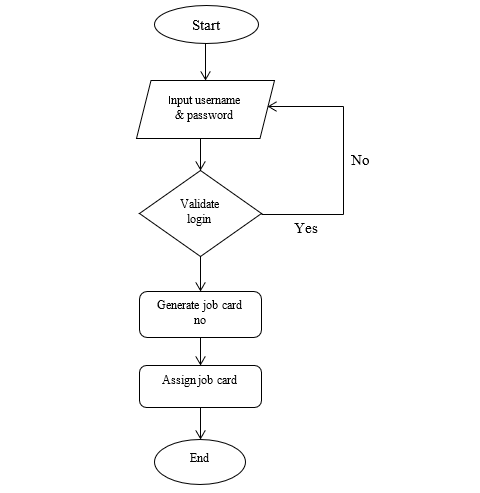 Start
Input username
& password
No
Validate
login
Yes
Generate job card
no
Assign job card
End